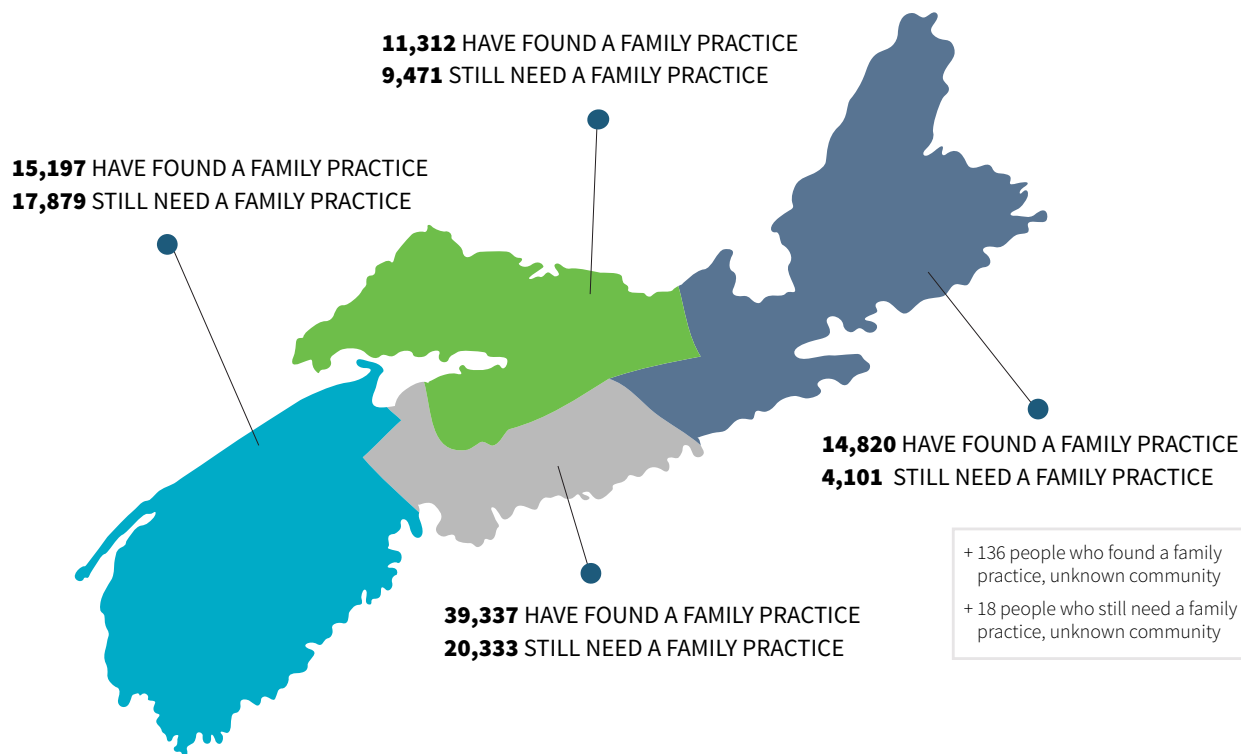 11,312 HAVE FOUND A FAMILY PRACTICE
9,471 STILL NEED A FAMILY PRACTICE
15,197 HAVE FOUND A FAMILY PRACTICE
17,879 STILL NEED A FAMILY PRACTICE
14,820 HAVE FOUND A FAMILY PRACTICE
4,101 STILL NEED A FAMILY PRACTICE
+ 136 people who found a family
practice, unknown community
+ 18 people who still need a family
practice, unknown community
39,337 HAVE FOUND A FAMILY PRACTICE
20,333 STILL NEED A FAMILY PRACTICE